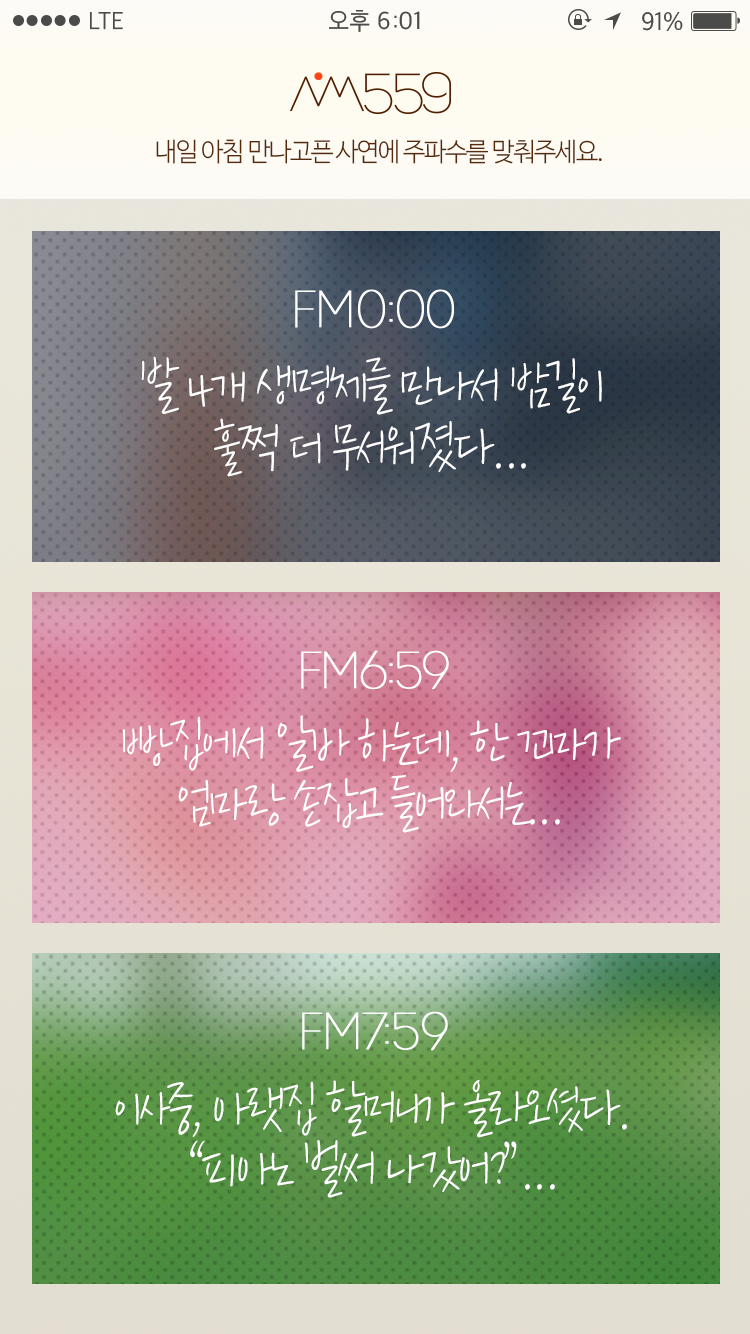 LTE 오후 6:01 91%
AM559
내일 아침 만나고픈 사연에 주파수를 맞춰주세요.
FM0:00
발 4개 생명체를 만나서 밤길이
훌쩍 더 무서워졌다...
FM6:59
빵집에서 알바 하는데, 한 꼬마가
엄마랑 손잡고 들어와서는...
FM7:59
이사중, 아랫집 할머니가 올라오셨다.
“피아노 벌써 나갔어?”...